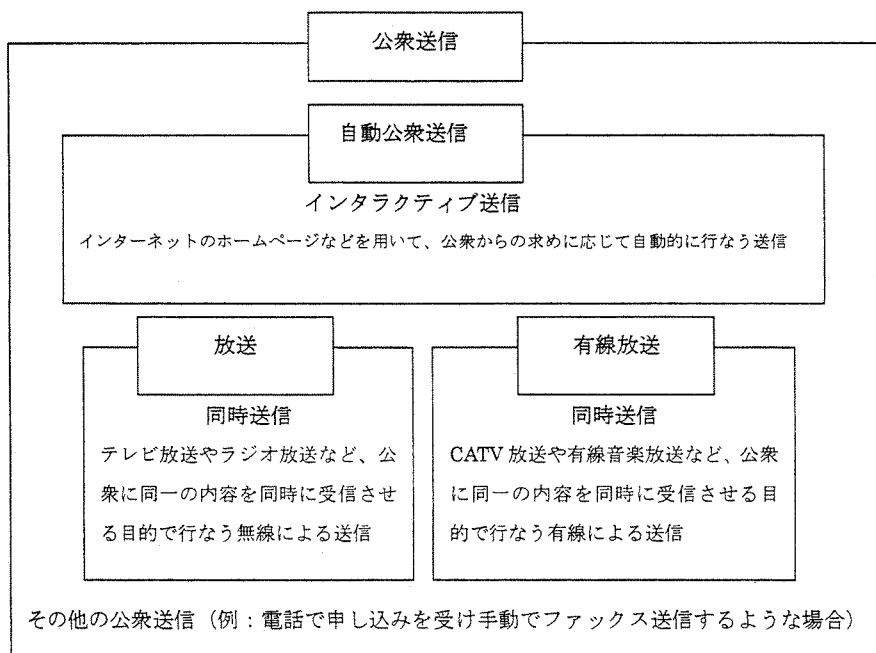 公衆送信
自動公衆送信
インタラクティブ送信
インターネットのホームページなどを用いて、公衆からの求めに応じて自動的に行なう送信
放送
同時送信
テレビ放送やラジオ放送など、公
衆に同一の内容を同時に受信させ
る目的で行なう無線による送信
有線放送
同時送信
CATV 放送や有線音楽放送など、公衆
に同一の内容を同時に受信させる目
的で行なう有線による送信
その他の公衆送信（例：電話で申し込みを受け手動でファックス送信するような場合）